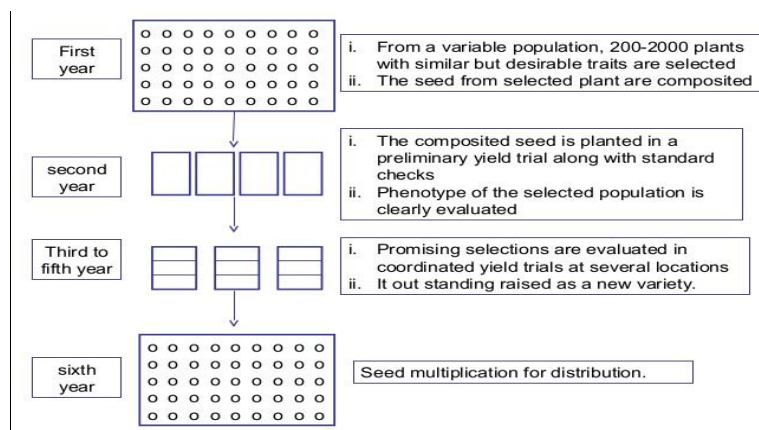 First
year
i. From a variable population, 200-2000 plants
with similar but desirable traits are selected
ii. The seed from selected plant are composited
second
year
i. The composited seed is planted in a
preliminary yield trial along with standard
checks
ii. Phenotype of the selected population is
clearly evaluated
Third to
fifth year
i. Promising selections are evaluated in
coordinated yield trials at several locations
ii. It out standing raised as a new variety.
sixth
year
Seed multiplication for distribution.